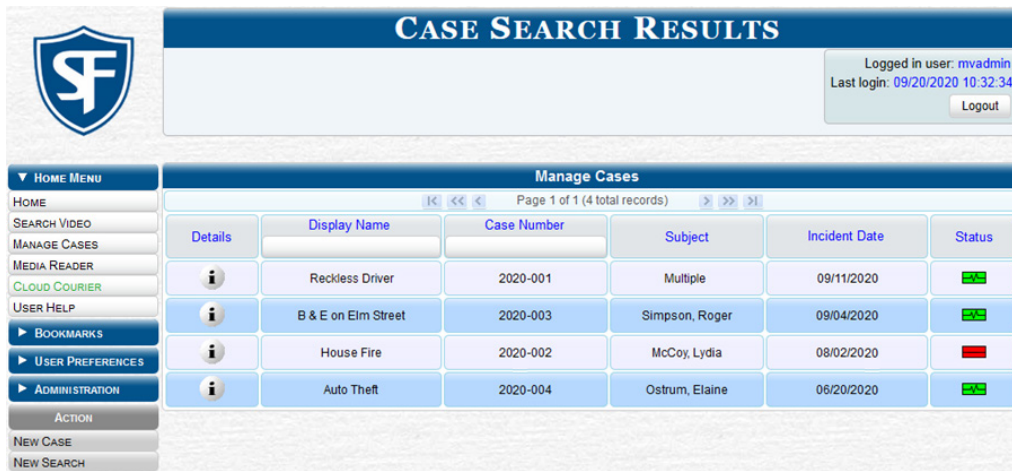 SF
CASE SEARCH RESULTS
Logged in user: mvadmin
Last login: 09/20/2020 10:32:34
Logout
▼ HOME MENU
HOME
SEARCH VIDEO
MANAGE CASES
MEDIA READER
CLOUD COURIER
USER HELP
► BOOKMARKS
► USER PREFERENCES
► ADMINISTRATION
ACTION
NEW CASE
NEW SEARCH
Manage Cases
Page 1 of 1 (4 total records)
Details Display Name Case Number Subject Incident Date Status
i Reckless Driver 2020-001 Multiple 09/11/2020
i B & E on Elm Street 2020-003 Simpson, Roger 09/04/2020
i House Fire 2020-002 McCoy, Lydia 08/02/2020
i Auto Theft 2020-004 Ostrum, Elaine 06/20/2020